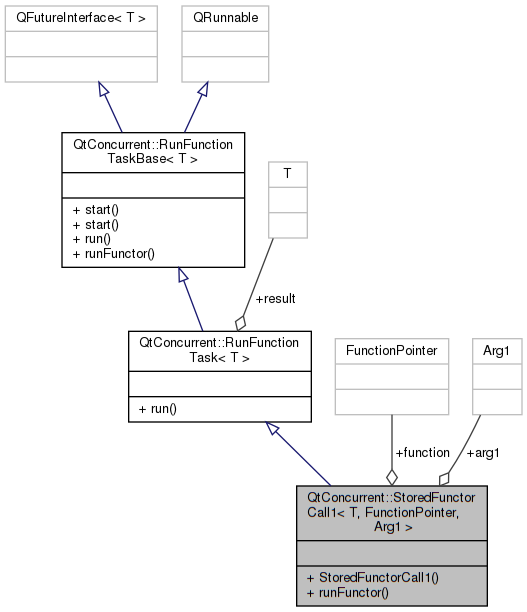 QFutureInterface< T >
QRunnable
QtConcurrent::RunFunction
TaskBase< T >
+ start()
+ start()
+ run()
+ runFunctor()
T
+result
QtConcurrent::RunFunction
Task< T >
+ run()
FunctionPointer
Arg1
+function
+arg1
QtConcurrent::StoredFunctor
Call1< T, FunctionPointer,
Arg1 >
+ StoredFunctorCall1()
+ runFunctor()